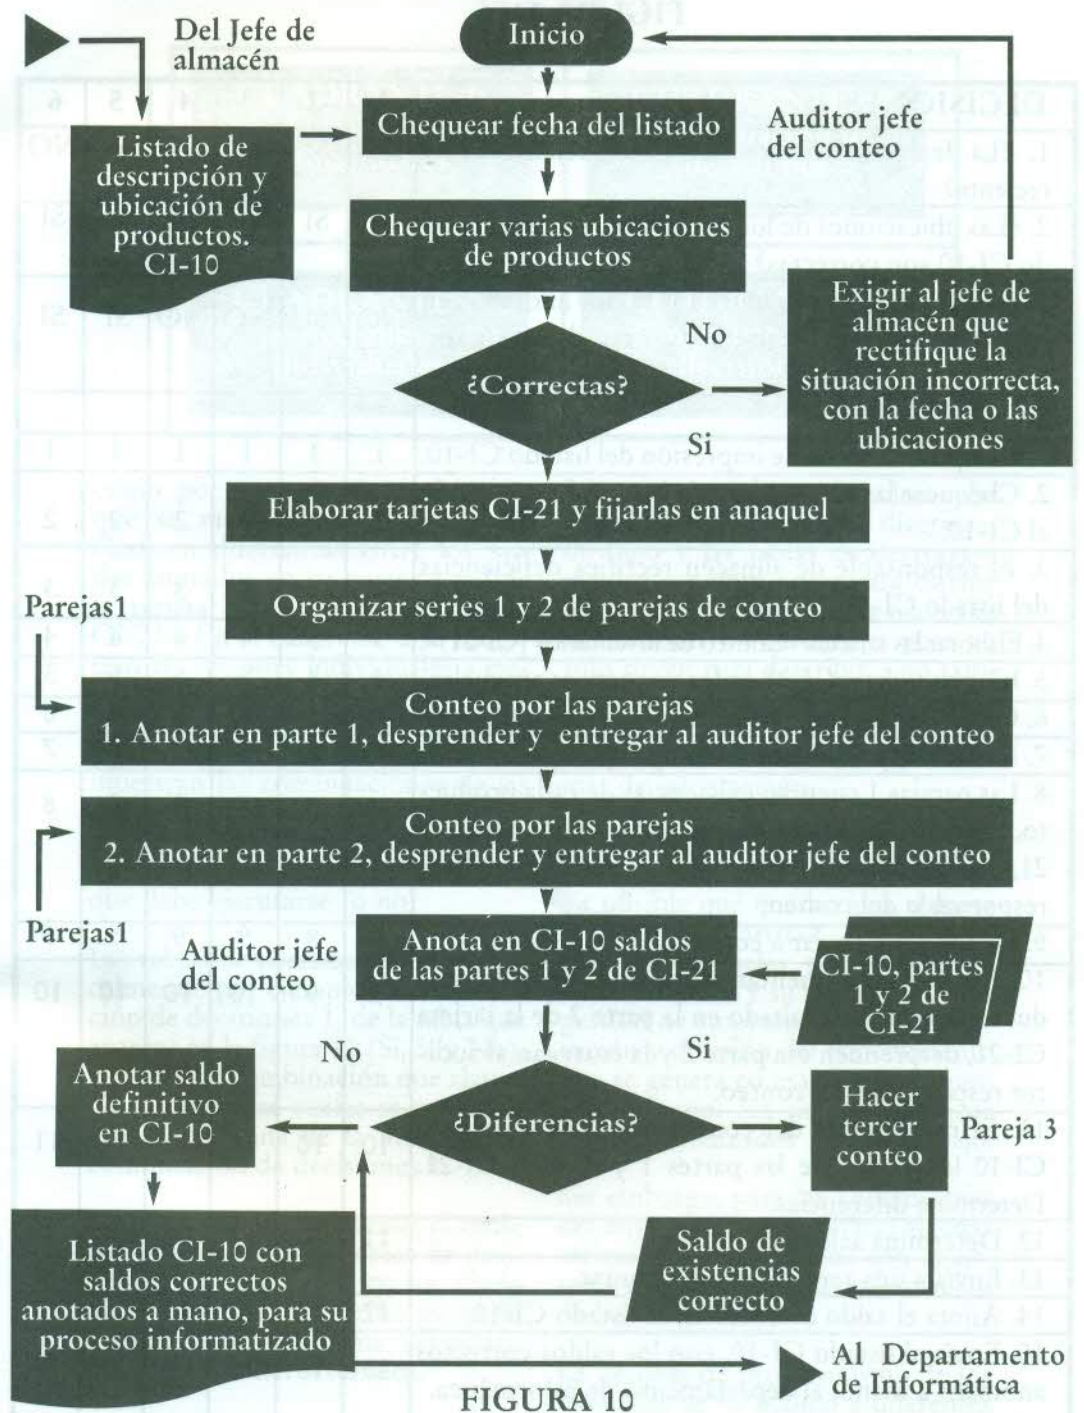 Del Jefe de
almacén
Inicio
Listado de
descripción y
ubicación de
productos.
CI-10
Chequear fecha del listado
Auditor jefe
del conteo
Chequear varias ubicaciones
de productos
¿Correctas?
No
Exigir al jefe de
almacén que
rectifique la
situación incorrecta,
con la fecha o las
ubicaciones
Si
Elaborar tarjetas CI-21 y fijarlas en anaquel
Organizar series 1 y 2 de parejas de conteo
Parejas1
Conteo por las parejas
1. Anotar en parte 1, desprender y entregar al auditor jefe del conteo
Conteo por las parejas
2. Anotar en parte 2, desprender y entregar al auditor jefe del conteo
Parejas1
Auditor jefe
del conteo
Anota en CI-10 saldos
de las partes 1 y 2 de CI-21
CI-10, partes
1 y 2 de
CI-21
No
Si
Anotar saldo
definitivo
en CI-10
¿Diferencias?
Hacer
tercer
conteo
Pareja 3
Saldo de
existencias
correcto
Listado CI-10 con
saldos correctos
anotados a mano, para su
proceso informatizado
Al Departamento
de Informática
FIGURA 10